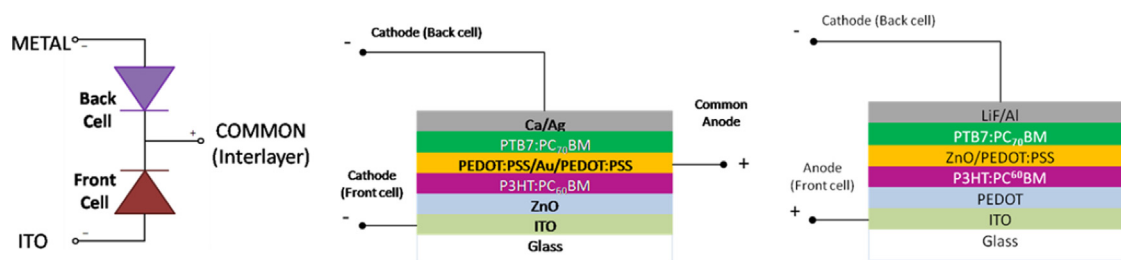 METAL
-
Back
Cell
+
COMMON
(Interlayer)
Front
Cell
ITO
-
-
Cathode (Back cell)
Common
Anode
Ca/Ag
PTB7:PC70BM
PEDOT:PSS/Au/PEDOT:PSS
+
Cathode
(Front cell)
P3HT:PC60BM
ZnO
-
ITO
Glass
-
Cathode (Back cell)
LiF/Al
PTB7:PC70BM
ZnO/PEDOT:PSS
Anode
(Front cell)
P3HT:PC⁶⁰BM
PEDOT
+
ITO
Glass